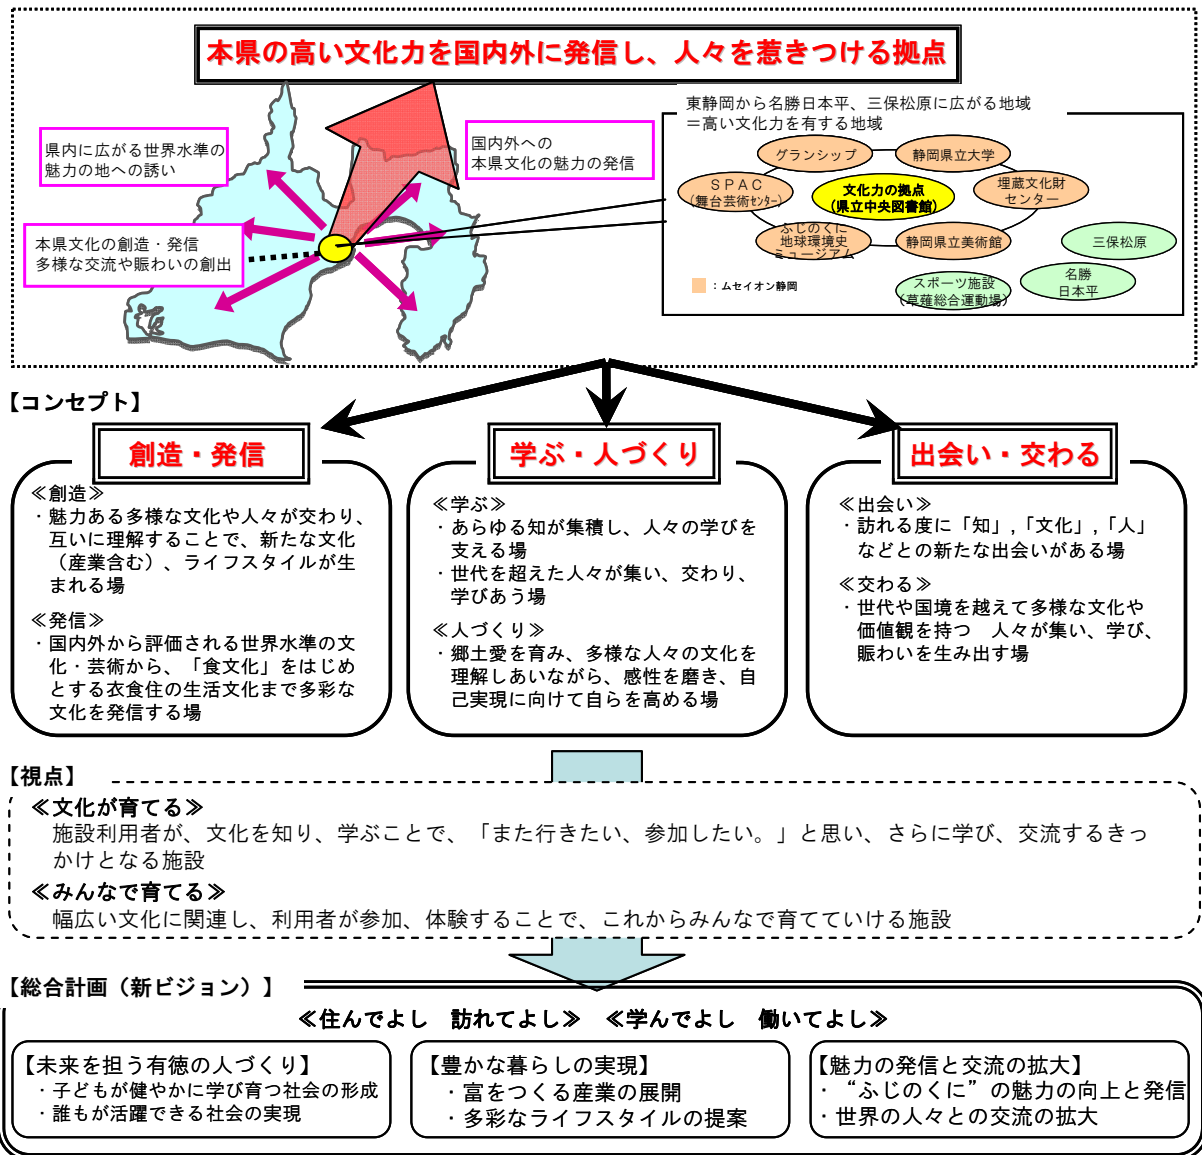 本県の高い文化力を国内外に発信し、人々を惹きつける拠点
県内に広がる世界水準の
魅力の地への誘い
国内外への
本県文化の魅力の発信
本県文化の創造・発信
多様な交流や賑わいの創出
東静岡から名勝日本平、三保松原に広がる地域
＝高い文化力を有する地域
グランシップ
静岡県立大学
ＳＰＡＣ
(舞台芸術ｾﾝﾀｰ)
文化力の拠点
(県立中央図書館)
埋蔵文化財
センター
ふじのくに
地球環境史
ミュージアム
静岡県立美術館
三保松原
名勝
日本平
スポーツ施設
(草薙総合運動場)
：ムセイオン静岡
【コンセプト】
創造・発信
≪創造≫
・魅力ある多様な文化や人々が交わり、
互いに理解することで、新たな文化
（産業含む）、ライフスタイルが生
まれる場
≪発信≫
・国内外から評価される世界水準の文
化・芸術から、「食文化」をはじめ
とする衣食住の生活文化まで多彩な
文化を発信する場
学ぶ・人づくり
≪学ぶ≫
・あらゆる知が集積し、人々の学びを
支える場
・世代を超えた人々が集い、交わり、
学びあう場
≪人づくり≫
・郷土愛を育み、多様な人々の文化を
理解しあいながら、感性を磨き、自
己実現に向けて自らを高める場
出会い・交わる
≪出会い≫
・訪れる度に「知」,「文化」,「人」
などとの新たな出会いがある場
≪交わる≫
・世代や国境を越えて多様な文化や
価値観を持つ　人々が集い、学び、
賑わいを生み出す場
【視点】
≪文化が育てる≫
施設利用者が、文化を知り、学ぶことで、「また行きたい、参加したい。」と思い、さらに学び、交流するきっ
かけとなる施設
≪みんなで育てる≫
幅広い文化に関連し、利用者が参加、体験することで、これからみんなで育てていける施設
【総合計画（新ビジョン）】
≪住んでよし　訪れてよし≫　≪学んでよし　働いてよし≫
【未来を担う有徳の人づくり】
・子どもが健やかに学び育つ社会の形成
・誰もが活躍できる社会の実現
【豊かな暮らしの実現】
・富をつくる産業の展開
・多彩なライフスタイルの提案
【魅力の発信と交流の拡大】
・“ふじのくに”の魅力の向上と発信
・世界の人々との交流の拡大